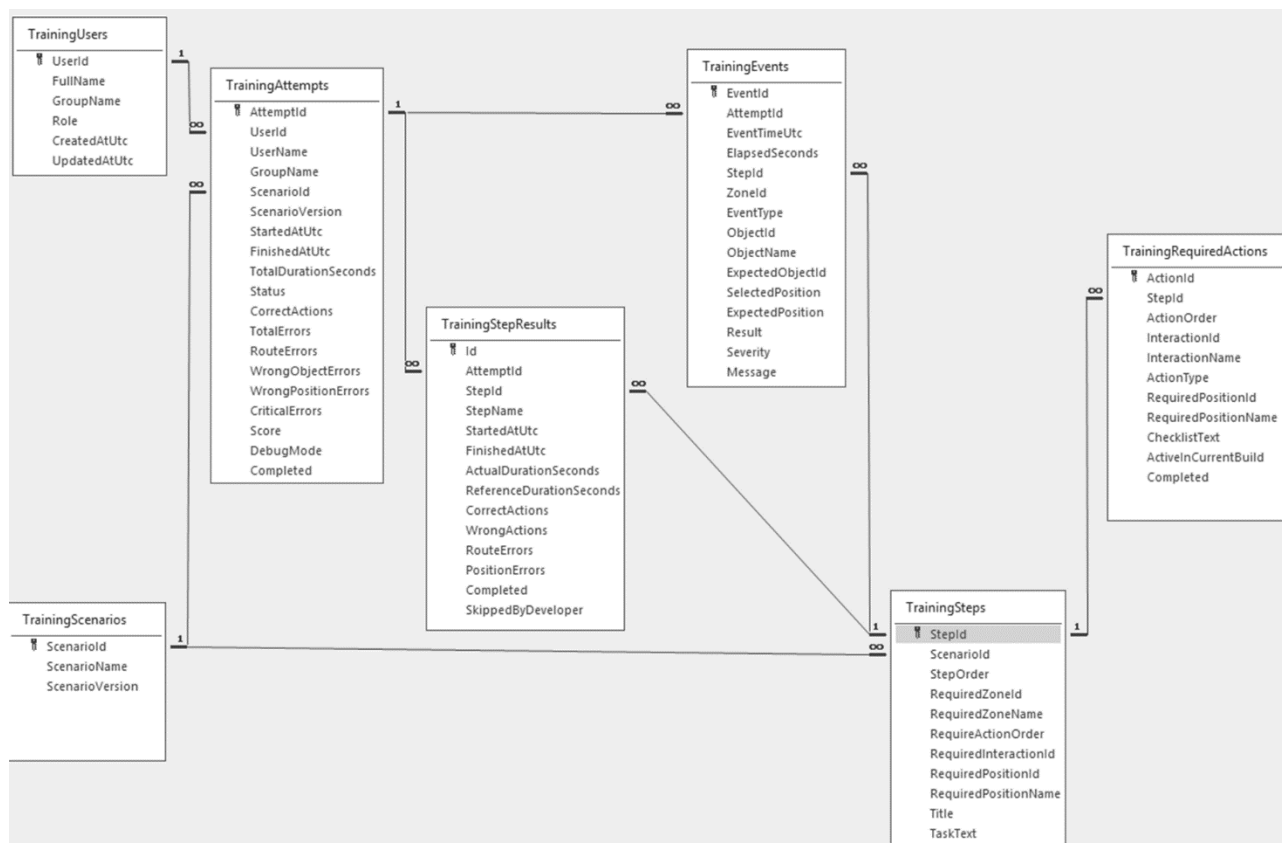 TrainingUsers
UserId
FullName
GroupName
Role
CreatedAtUtc
UpdatedAtUtc
1
∞
TrainingAttempts
AttemptId
UserId
UserName
GroupName
ScenarioId
ScenarioVersion
StartedAtUtc
FinishedAtUtc
TotalDurationSeconds
Status
CorrectActions
TotalErrors
RouteErrors
WrongObjectErrors
WrongPositionErrors
CriticalErrors
Score
DebugMode
Completed
∞
1
∞
∞
TrainingEvents
EventId
AttemptId
EventTimeUtc
ElapsedSeconds
StepId
ZoneId
EventType
ObjectId
ObjectName
ExpectedObjectId
SelectedPosition
ExpectedPosition
Result
Severity
Message
∞
TrainingStepResults
Id
AttemptId
StepId
StepName
StartedAtUtc
FinishedAtUtc
ActualDurationSeconds
ReferenceDurationSeconds
CorrectActions
WrongActions
RouteErrors
PositionErrors
Completed
SkippedByDeveloper
∞
TrainingRequiredActions
ActionId
StepId
ActionOrder
InteractionId
InteractionName
ActionType
RequiredPositionId
RequiredPositionName
ChecklistText
ActiveInCurrentBuild
Completed
∞
TrainingScenarios
ScenarioId
ScenarioName
ScenarioVersion
1
1
∞
TrainingSteps
StepId
ScenarioId
StepOrder
RequiredZoneId
RequiredZoneName
RequireActionOrder
RequiredInteractionId
RequiredPositionId
RequiredPositionName
Title
TaskText
1